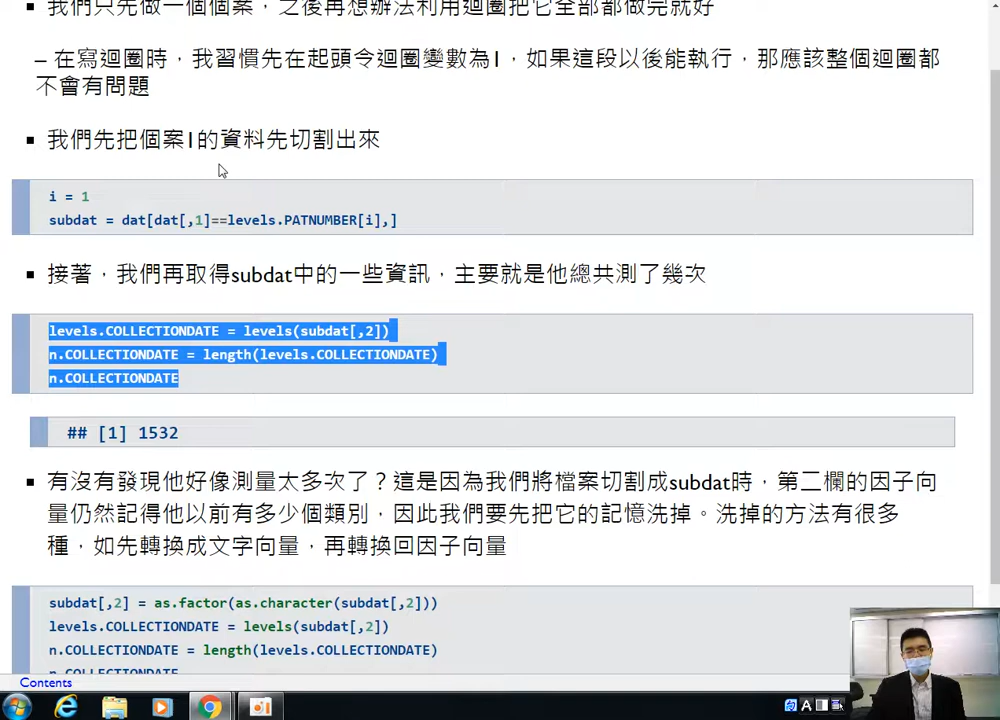 我們只先做一個個案，之後再想辦法利用迴圈把它全部都做完就好
– 在寫迴圈時，我習慣先在起頭令迴圈變數為1，如果這段以後能執行，那應該整個迴圈都
不會有問題
▪ 我們先把個案1的資料先切割出來
i = 1
subdat = dat[dat[,1]==levels.PATNUMBER[i],]
▪ 接著，我們再取得subdat中的一些資訊，主要就是他總共測了幾次
levels.COLLECTIONDATE = levels(subdat[,2])
n.COLLECTIONDATE = length(levels.COLLECTIONDATE)
n.COLLECTIONDATE
## [1] 1532
▪ 有沒有發現他好像測量太多次了？這是因為我們將檔案切割成subdat時，第二欄的因子向
量仍然記得他以前有多少個類別，因此我們要先把它的記憶洗掉。洗掉的方法有很多
種，如先轉換成文字向量，再轉換回因子向量
subdat[,2] = as.factor(as.character(subdat[,2]))
levels.COLLECTIONDATE = levels(subdat[,2])
n.COLLECTIONDATE = length(levels.COLLECTIONDATE)
n.COLLECTIONDATE
Contents
A